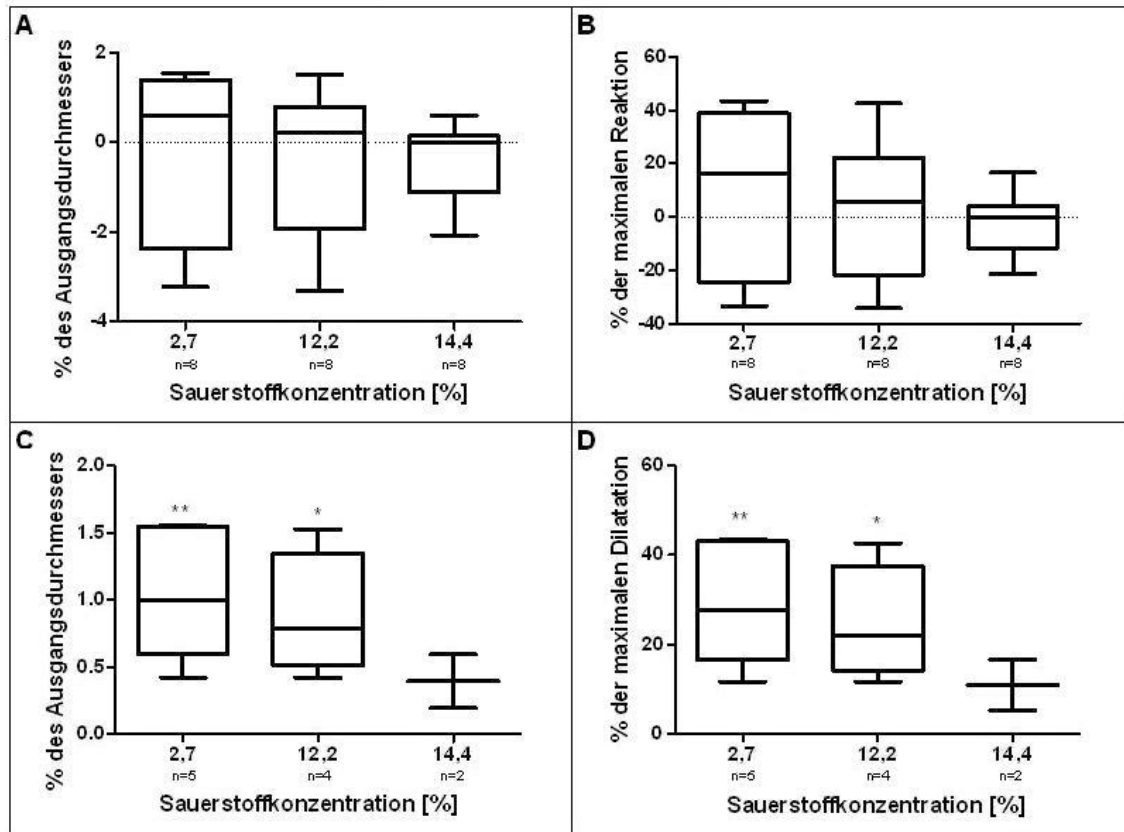 A
% des Ausgangsdurchmessers
2
0
-2
-4
2,7
12,2
14,4
n=8
n=8
n=8
Sauerstoffkonzentration [%]
B
% der maximalen Reaktion
60
40
20
0
-20
-40
2,7
12,2
14,4
n=8
n=8
n=8
Sauerstoffkonzentration [%]
C
% des Ausgangsdurchmessers
2.0
1.5
1.0
0.5
0.0
**
*
2,7
12,2
14,4
n=5
n=4
n=2
Sauerstoffkonzentration [%]
D
% der maximalen Dilatation
60
40
20
0
**
*
2,7
12,2
14,4
n=5
n=4
n=2
Sauerstoffkonzentration [%]